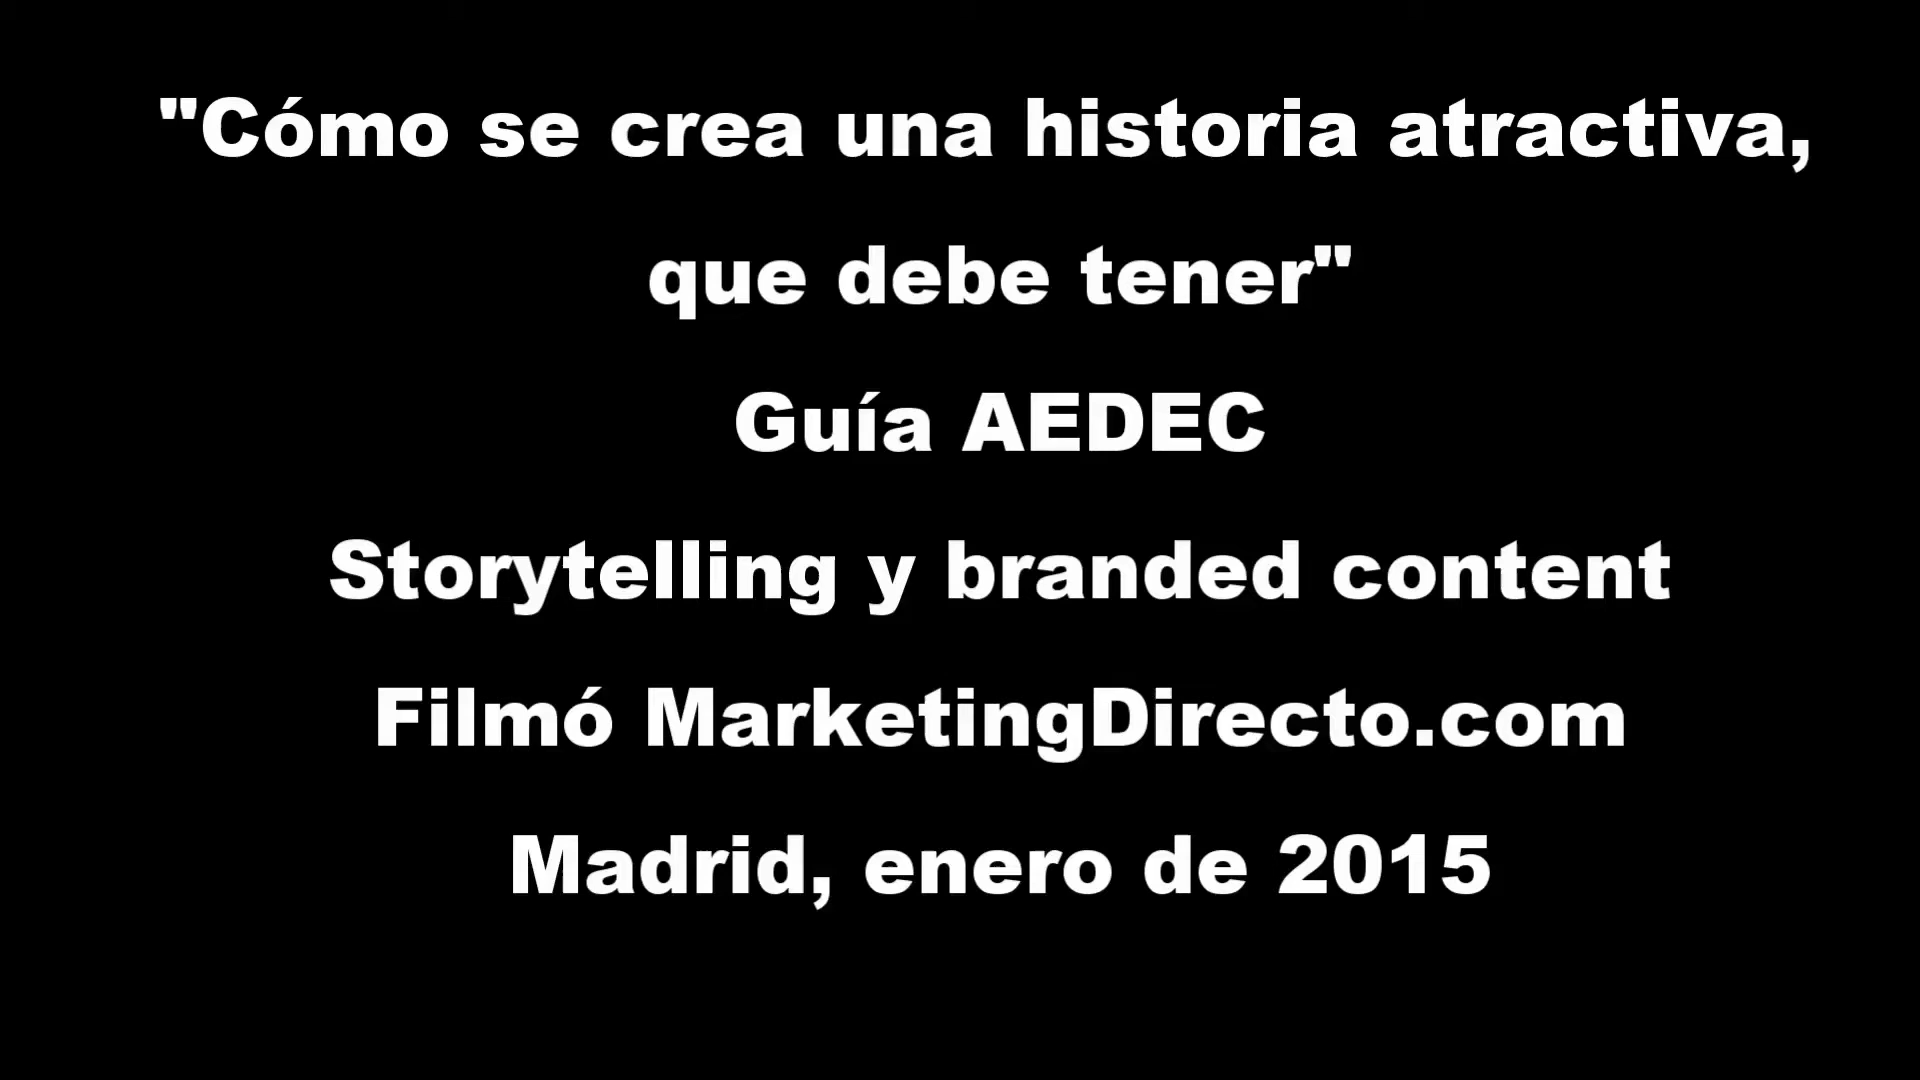 "Cómo se crea una historia atractiva,
que debe tener"
Guía AEDEC
Storytelling y branded content
Filmó MarketingDirecto.com
Madrid, enero de 2015